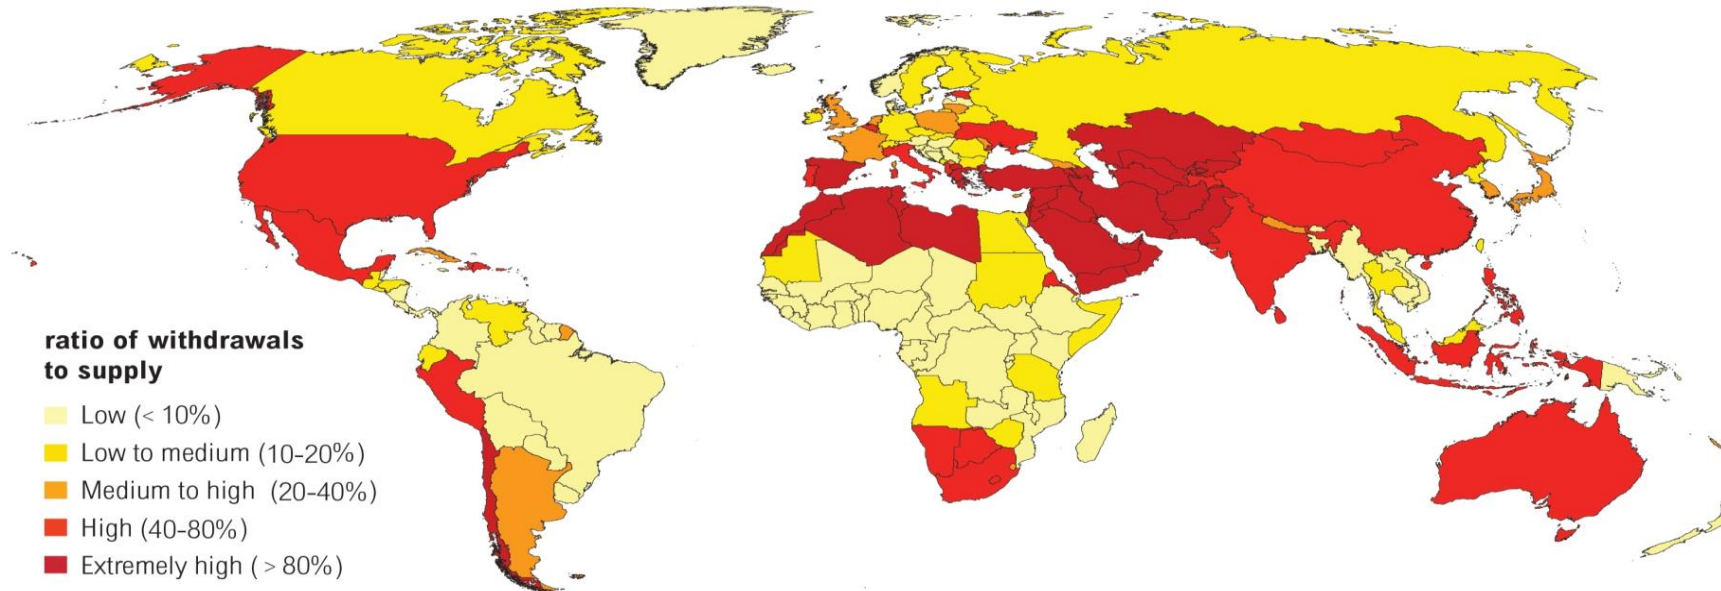 ratio of withdrawals
to supply
Low (< 10%)
Low to medium (10-20%)
Medium to high (20-40%)
High (40-80%)
Extremely high ( > 80%)